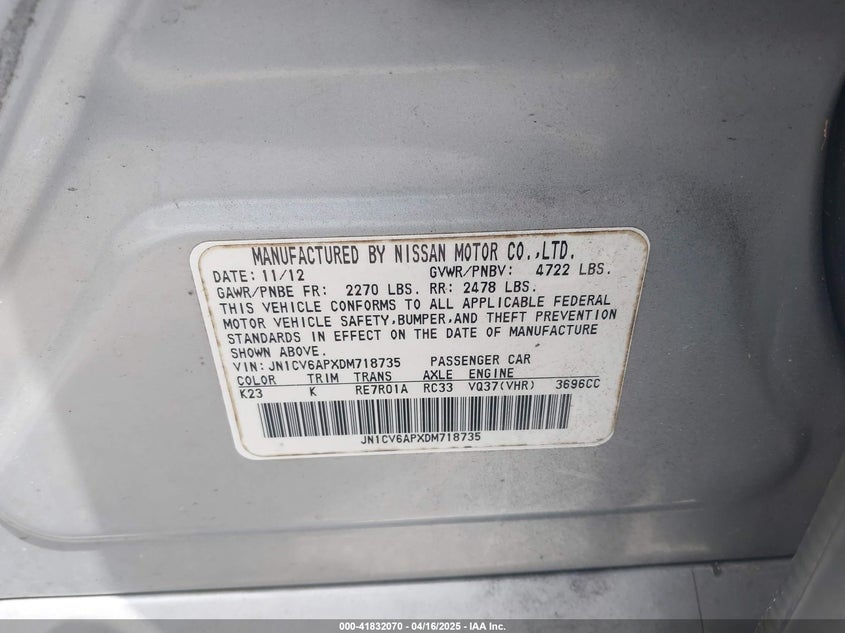 MANUFACTURED BY NISSAN MOTOR CO.,LTD.
DATE: 11/12 GVWR/PNBV: 4722 LBS.
GAWR/PNBE FR: 2270 LBS. RR: 2478 LBS.
THIS VEHICLE CONFORMS TO ALL APPLICABLE FEDERAL
MOTOR VEHICLE SAFETY,BUMPER,AND THEFT PREVENTION
STANDARDS IN EFFECT ON THE DATE OF MANUFACTURE
SHOWN ABOVE.
VIN: JN1CV6APXDM718735 PASSENGER CAR
COLOR TRIM TRANS AXLE ENGINE
K23 K RE7R01A RC33 VQ37(VHR) 3696CC
JN1CV6APXDM718735
000-41832070 - 04/16/2025 - IAA Inc.